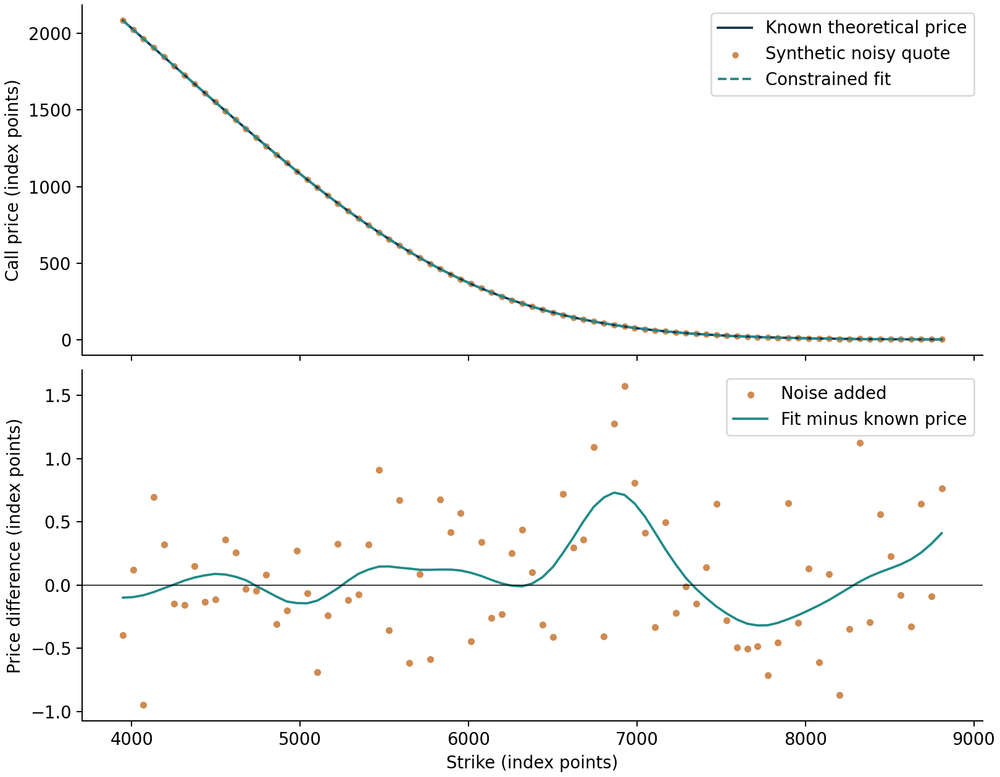 2000
1500
1000
500
0
Call price (index points)
Known theoretical price
Synthetic noisy quote
Constrained fit
1.5
1.0
0.5
0.0
−0.5
−1.0
Price difference (index points)
Noise added
Fit minus known price
4000 5000 6000 7000 8000 9000
Strike (index points)